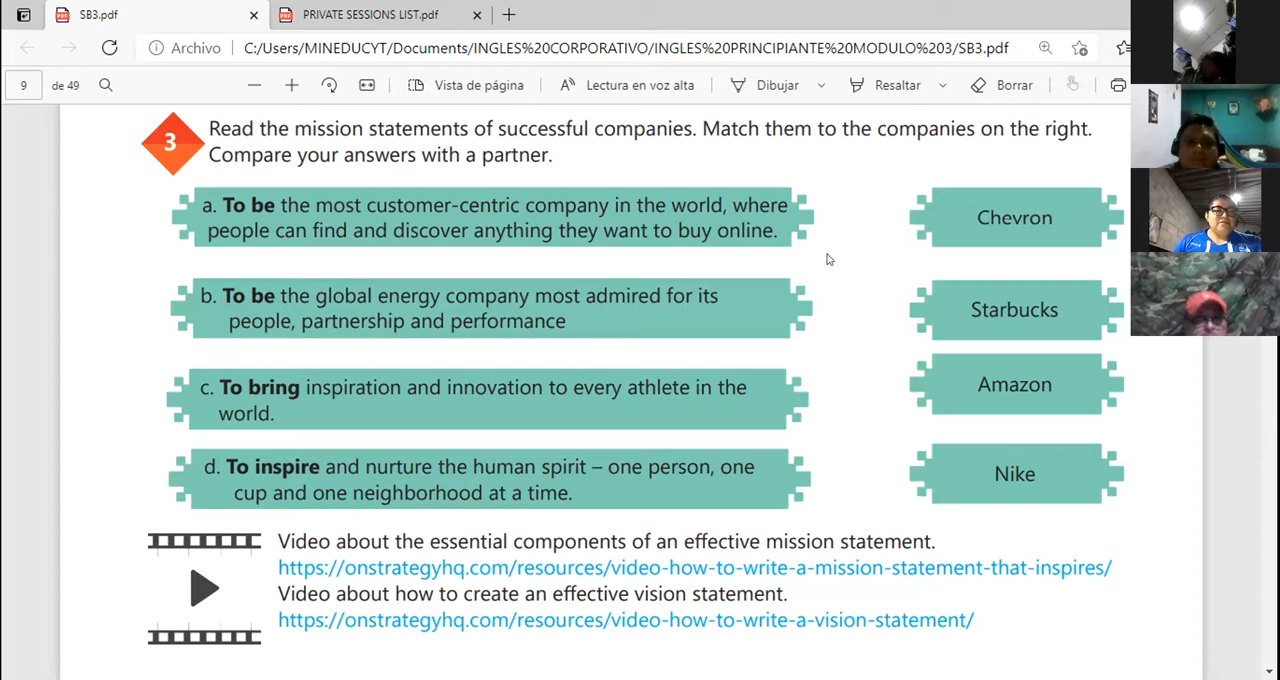 SB3.pdf
PRIVATE SESSIONS LIST.pdf
Archivo
C:/Users/MINEDUCYT/Documents/INGLES%20CORPORATIVO/INGLES%20PRINCIPIANTE%20MODULO%203/SB3.pdf
9 de 49
Vista de página
Lectura en voz alta
Dibujar
Resaltar
Borrar
3
Read the mission statements of successful companies. Match them to the companies on the right.
Compare your answers with a partner.
a. To be the most customer-centric company in the world, where
people can find and discover anything they want to buy online.
Chevron
b. To be the global energy company most admired for its
people, partnership and performance
Starbucks
c. To bring inspiration and innovation to every athlete in the
world.
Amazon
d. To inspire and nurture the human spirit – one person, one
cup and one neighborhood at a time.
Nike
Video about the essential components of an effective mission statement.
https://onstrategyhq.com/resources/video-how-to-write-a-mission-statement-that-inspires/
Video about how to create an effective vision statement.
https://onstrategyhq.com/resources/video-how-to-write-a-vision-statement/